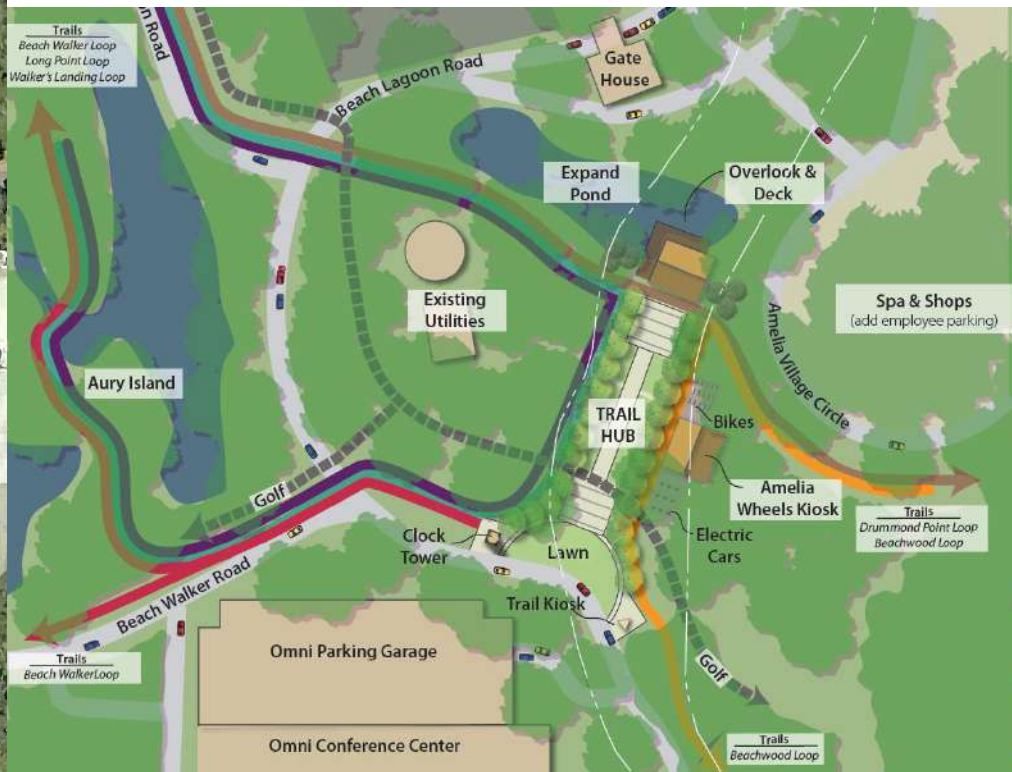 Trails
Beach Walker Loop
Long Point Loop
Walker's Landing Loop
n Road
Beach Lagoon Road
Gate
House
Expand
Pond
Overlook &
Deck
Existing
Utilities
Spa & Shops
(add employee parking)
Amelia Village Circle
Aury Island
TRAIL
HUB
Bikes
Amelia
Wheels Kiosk
Golf
Trails
Drummond Point Loop
Beachwood Loop
Clock
Tower
Lawn
Electric
Cars
Beach Walker Road
Trail Kiosk
Trails
Beach WalkerLoop
Omni Parking Garage
Golf
Omni Conference Center
Trails
Beachwood Loop